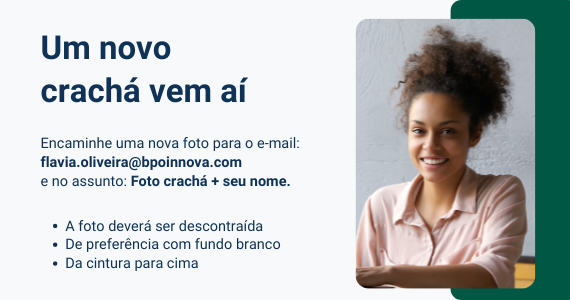 Um novo
crachá vem aí
Encaminhe uma nova foto para o e-mail:
flavia.oliveira@bpoinnova.com
e no assunto: Foto crachá + seu nome.
• A foto deverá ser descontraída
• De preferência com fundo branco
• Da cintura para cima